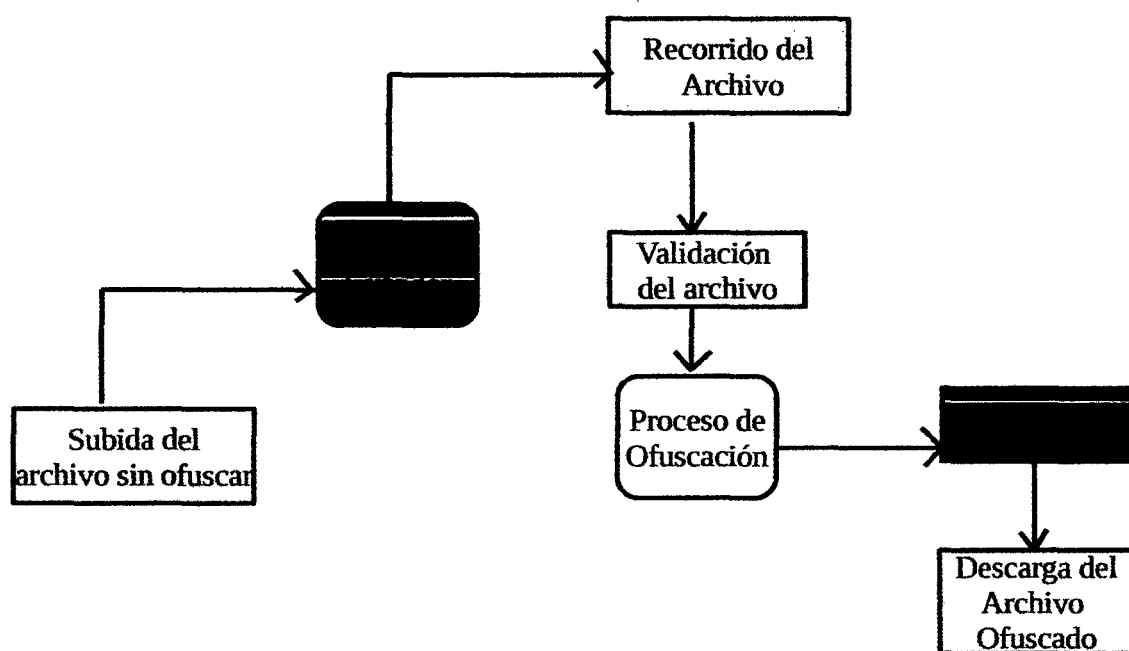 Recorrido del
Archivo
Validación
del archivo
Proceso de
Ofuscación
Subida del
archivo sin ofuscar
Descarga del
Archivo
Ofuscado